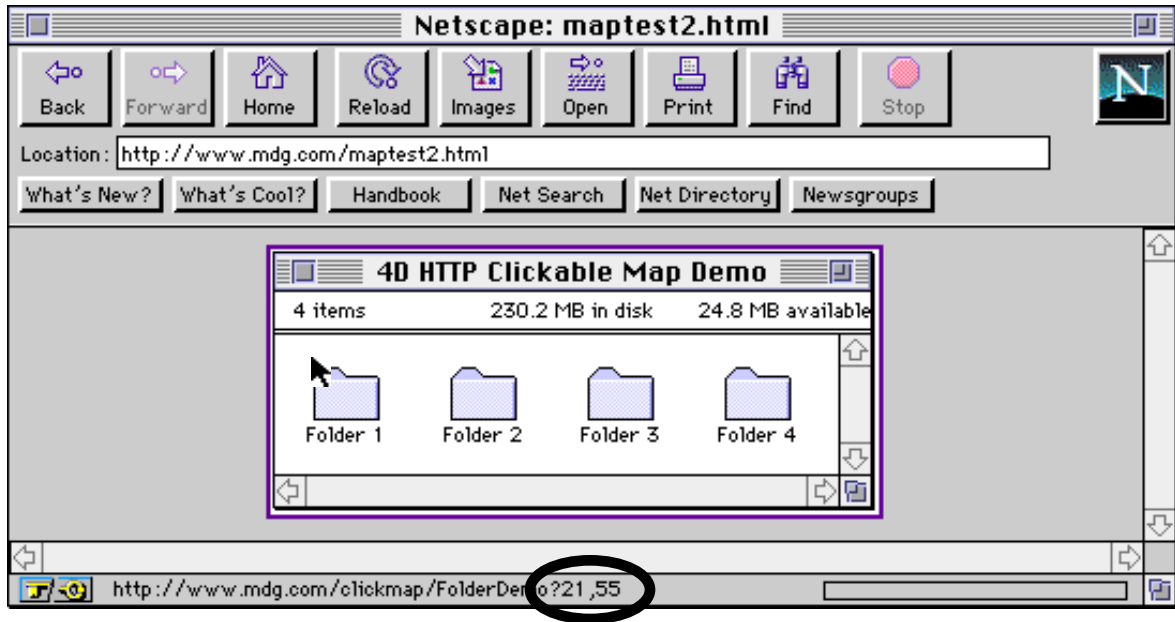 Netscape: maptest2.html
Back Forward Home Reload Images Open Print Find Stop N
Location: http://www.mdg.com/maptest2.html
What's New? What's Cool? Handbook Net Search Net Directory Newsgroups
4D HTTP Clickable Map Demo
4 items 230.2 MB in disk 24.8 MB available
Folder 1 Folder 2 Folder 3 Folder 4
http://www.mdg.com/clickmap/FolderDemo?21,55